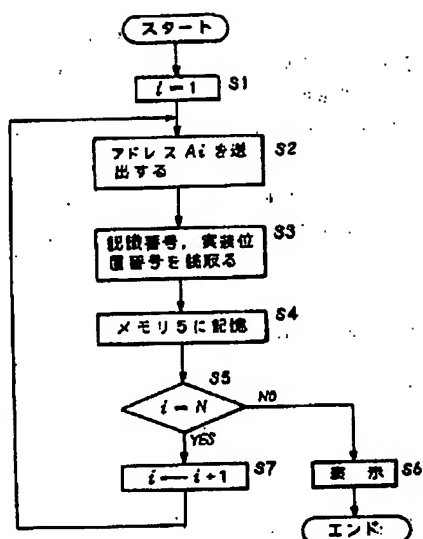 スタート
i = 1 S1
アドレス Ai を送 S2
出する
認識番号,実装位 S3
置番号を読取る
メモリ5に記憶 S4
S5
i = N NO
YES
i ← i + 1 S7
表示 S6
エンド